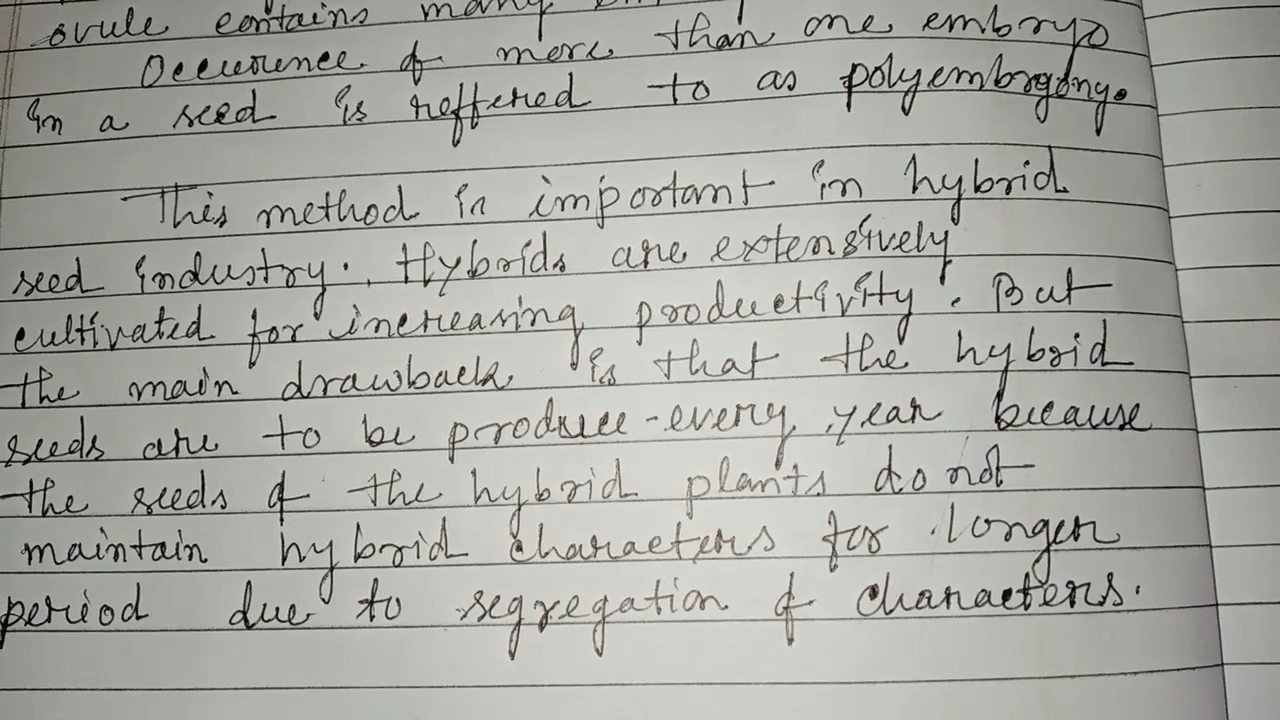 ovule contains many
Occurence of more than one embryo
in a seed is reffered to as polyembryony.
This method is important in hybrid
seed industry. Hybrids are extensively
cultivated for increasing productivity. But
the main drawback is that the hybrid
seeds are to be produce every year because
the seeds of the hybrid plants do not
maintain hybrid characters for longer
period due to segregation of characters.